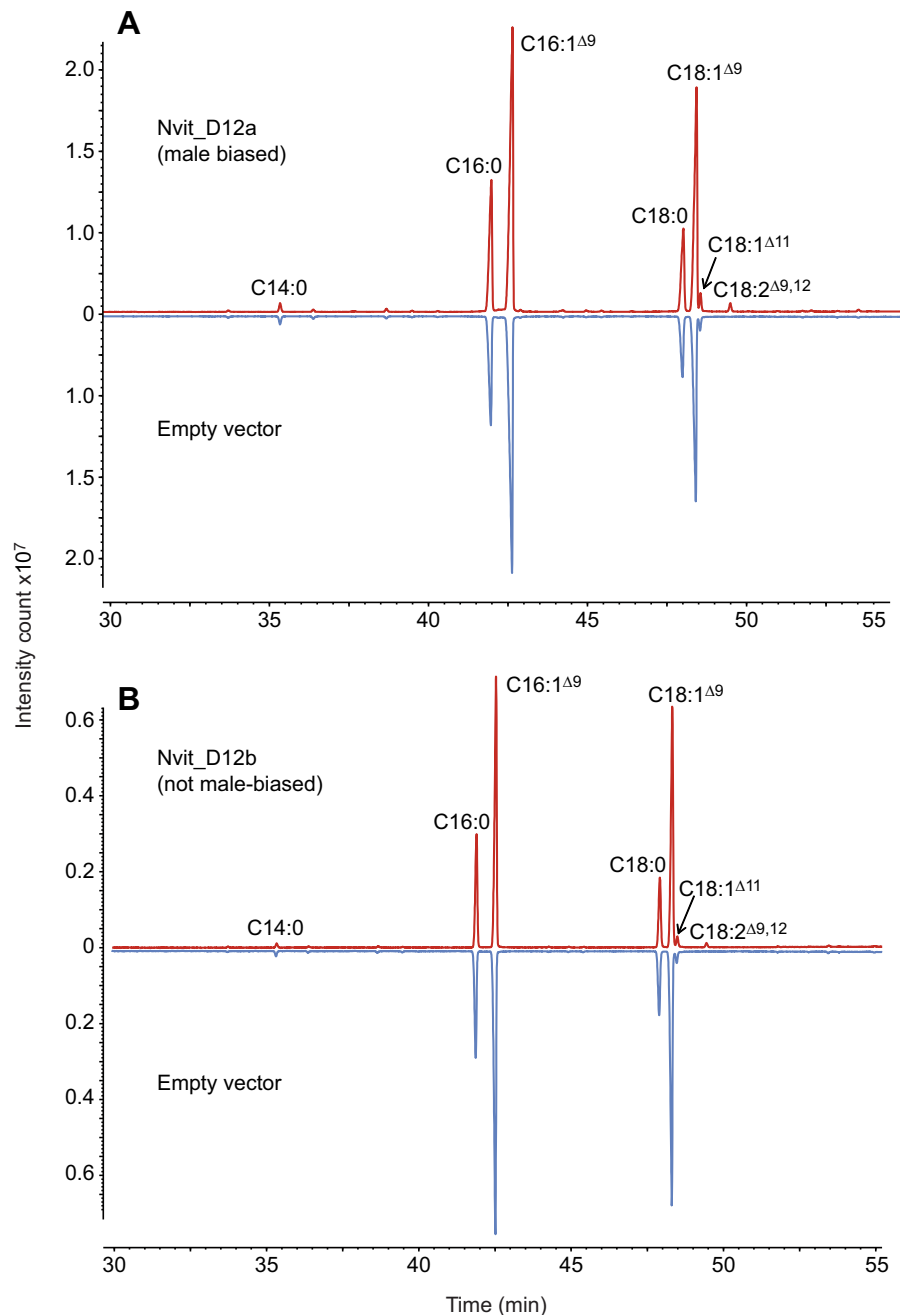 A
2.0
1.5
1.0
0
1.0
1.5
2.0
Nvit_D12a
(male biased)
Empty vector
C14:0
C16:0
C16:1Δ9
C18:0
C18:1Δ9
C18:1Δ11
C18:2Δ9,12
30 35 40 45 50 55
Intensity count x10⁷
B
0.6
0.4
0.2
0
0.2
0.4
0.6
Nvit_D12b
(not male-biased)
Empty vector
C14:0
C16:0
C16:1Δ9
C18:0
C18:1Δ9
C18:1Δ11
C18:2Δ9,12
30 35 40 45 50 55
Time (min)